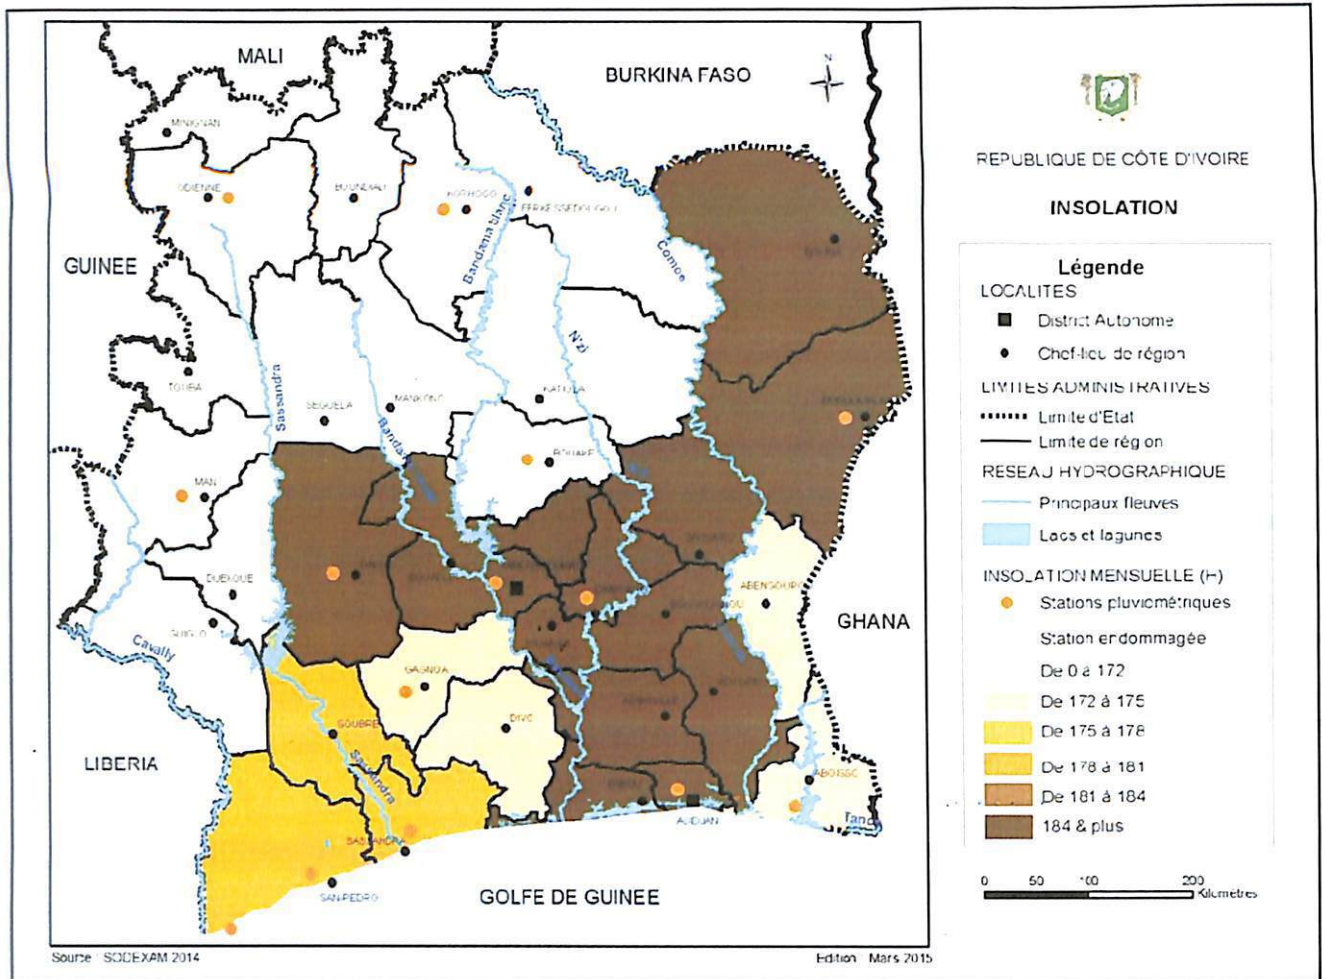 MALI
BURKINA FASO
N
MINIGNAN
ODIENNE
BOUNDIALI
KORHOGO
FERKESSEDOUGOU
Bandama blanc
Comoe
GUINEE
N'zi
TOUBA
Sassandra
SEGUELA
MANKONO
KATIOLA
BOUAKE
MAN
DUEKOUE
GUIGLO
ABENGOUROU
GHANA
Cavally
GAGNOA
DIVO
SOUBRE
LIBERIA
Sassandra
ABOISSO
ABIDJAN
SASSANDRA
SAN-PEDRO
GOLFE DE GUINEE
Source : SODEXAM 2014
Edition : Mars 2015
REPUBLIQUE DE CÔTE D'IVOIRE
INSOLATION
Légende
LOCALITES
District Autonome
Chef-lieu de région
LIMITES ADMINISTRATIVES
Limite d'Etat
Limite de région
RESEAU HYDROGRAPHIQUE
Principaux fleuves
Lacs et lagunes
INSOLATION MENSUELLE (H)
Stations pluviométriques
Station endommagée
De 0 à 172
De 172 à 175
De 175 à 178
De 178 à 181
De 181 à 184
184 & plus
0 50 100 200
Kilomètres